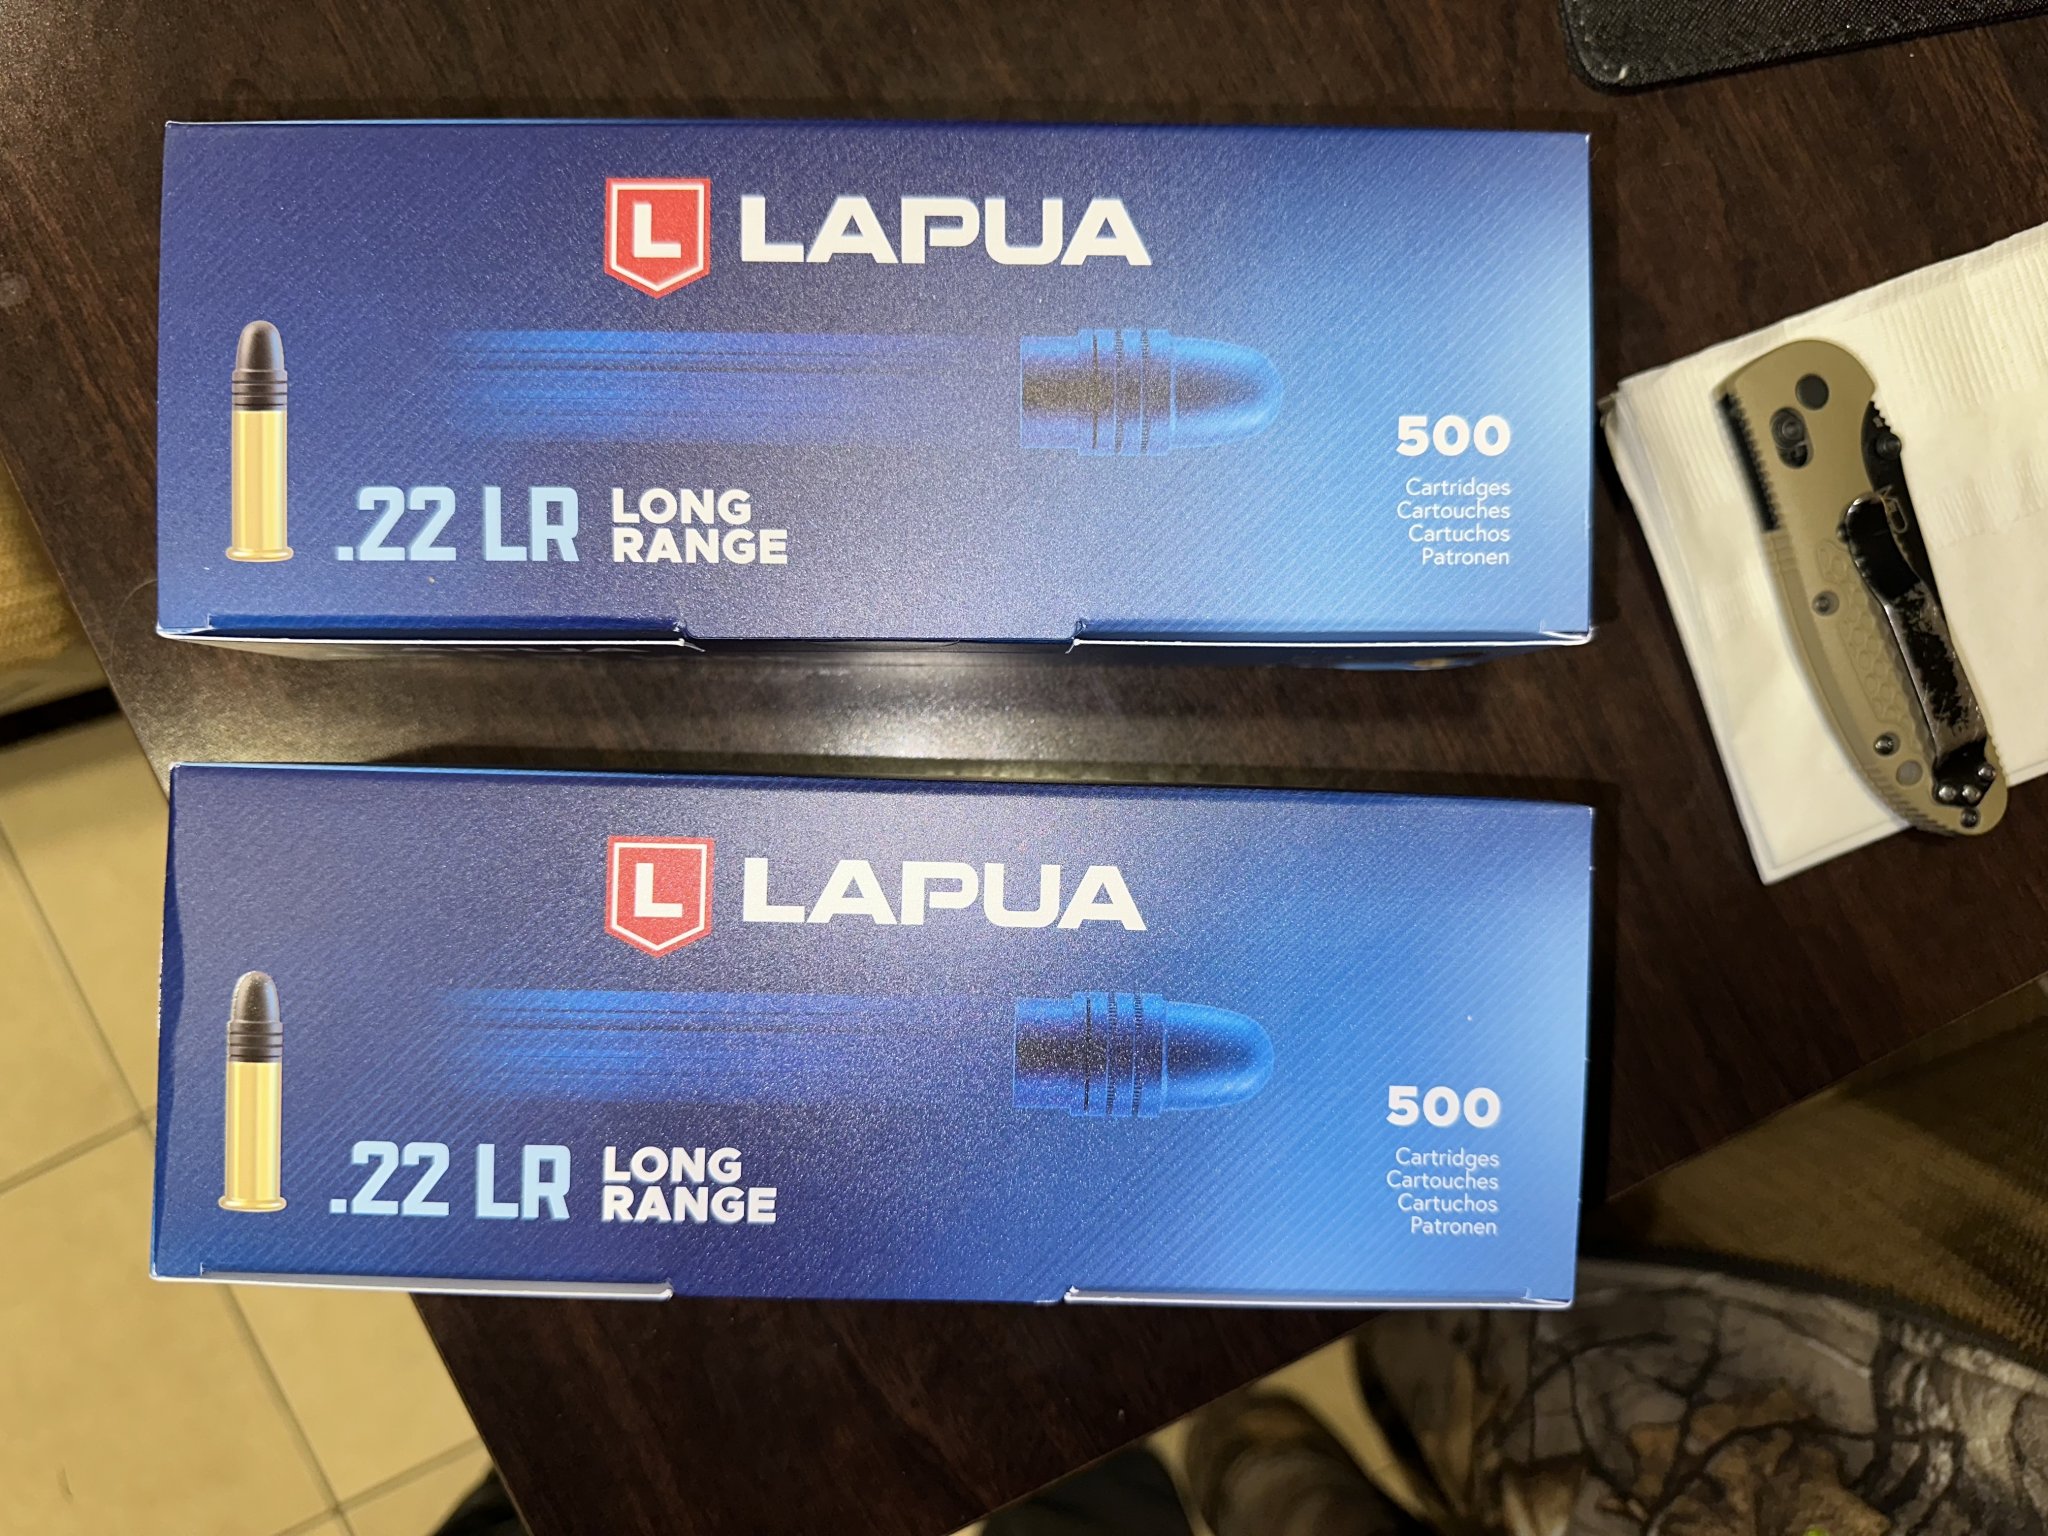 L LAPUA
500
Cartridges
Cartouches
Cartuchos
Patronen
.22 LR LONG
RANGE
L LAPUA
500
Cartridges
Cartouches
Cartuchos
Patronen
.22 LR LONG
RANGE